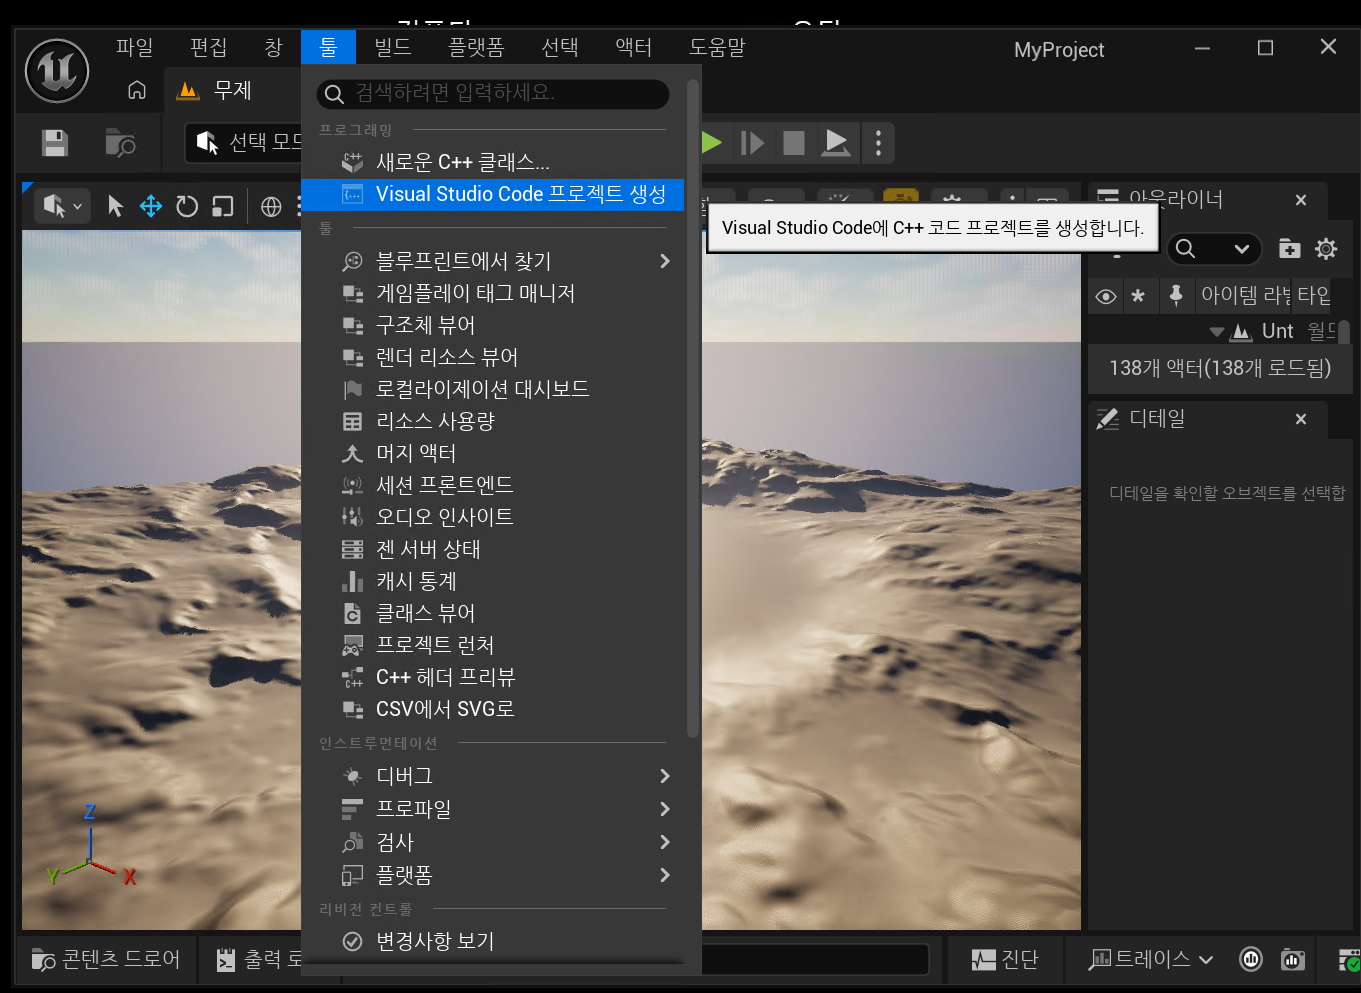 파일 편집 창 툴 빌드 플랫폼 선택 액터 도움말 MyProject
무제
검색하려면 입력하세요.
선택 모드
프로그래밍
새로운 C++ 클래스...
Visual Studio Code 프로젝트 생성
Visual Studio Code에 C++ 코드 프로젝트를 생성합니다.
아웃라이너
툴
블루프린트에서 찾기
게임플레이 태그 매니저
구조체 뷰어
렌더 리소스 뷰어
로컬라이제이션 대시보드
리소스 사용량
머지 액터
세션 프론트엔드
오디오 인사이트
젠 서버 상태
캐시 통계
클래스 뷰어
프로젝트 런처
C++ 헤더 프리뷰
CSV에서 SVG로
인스트루먼테이션
디버그
프로파일
검사
플랫폼
리비전 컨트롤
변경사항 보기
아이템 라벨 타입
Unt 월드
138개 액터(138개 로드됨)
디테일
디테일을 확인할 오브젝트를 선택합
Z
Y X
콘텐츠 드로어 출력 로 진단 트레이스